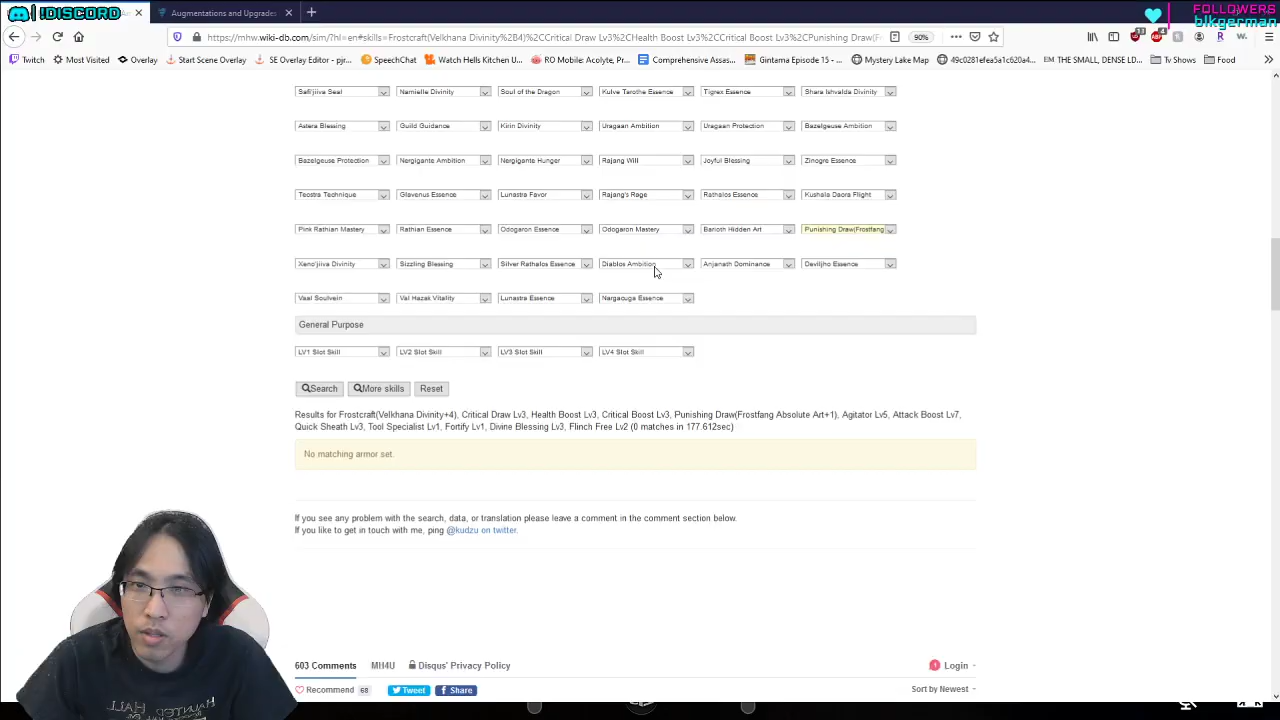 !DISCORD
Augmentations and Upgrades
FOLLOWERS
blkgerman
https://mhw.wiki-db.com/sim/?hl=en#skills=Frostcraft(Velkhana Divinity%2B4)%2CCritical Draw Lv3%2CHealth Boost Lv3%2CCritical Boost Lv3%2CPunishing Draw(Fr
90%
Twitch
Most Visited
Overlay
Start Scene Overlay
SE Overlay Editor - pjr...
SpeechChat
Watch Hells Kitchen U...
RO Mobile: Acolyte, Pr...
Comprehensive Assas...
Gintama Episode 15 - ...
Mystery Lake Map
49c0281efea5a1c620a4...
THE SMALL, DENSE LD...
Tv Shows
Food
Safi'jiiva Seal
Namielle Divinity
Soul of the Dragon
Kulve Tarothe Essence
Tigrex Essence
Shara Ishvalda Divinity
Astera Blessing
Guild Guidance
Kirin Divinity
Uragaan Ambition
Uragaan Protection
Bazelgeuse Ambition
Bazelgeuse Protection
Nergigante Ambition
Nergigante Hunger
Rajang Will
Joyful Blessing
Zinogre Essence
Teostra Technique
Glavenus Essence
Lunastra Favor
Rajang's Rage
Rathalos Essence
Kushala Daora Flight
Pink Rathian Mastery
Rathian Essence
Odogaron Essence
Odogaron Mastery
Barioth Hidden Art
Punishing Draw(Frostfang
Xeno'jiiva Divinity
Sizzling Blessing
Silver Rathalos Essence
Diablos Ambition
Anjanath Dominance
Deviljho Essence
Vaal Soulvein
Val Hazak Vitality
Lunastra Essence
Nargacuga Essence
General Purpose
LV1 Slot Skill
LV2 Slot Skill
LV3 Slot Skill
LV4 Slot Skill
Search
More skills
Reset
Results for Frostcraft(Velkhana Divinity+4), Critical Draw Lv3, Health Boost Lv3, Critical Boost Lv3, Punishing Draw(Frostfang Absolute Art+1), Agitator Lv5, Attack Boost Lv7,
Quick Sheath Lv3, Tool Specialist Lv1, Fortify Lv1, Divine Blessing Lv3, Flinch Free Lv2 (0 matches in 177.612sec)
No matching armor set.
If you see any problem with the search, data, or translation please leave a comment in the comment section below.
If you like to get in touch with me, ping @kudzu on twitter.
603 Comments
MH4U
Disqus' Privacy Policy
1
Login
Recommend 68
Tweet
Share
Sort by Newest